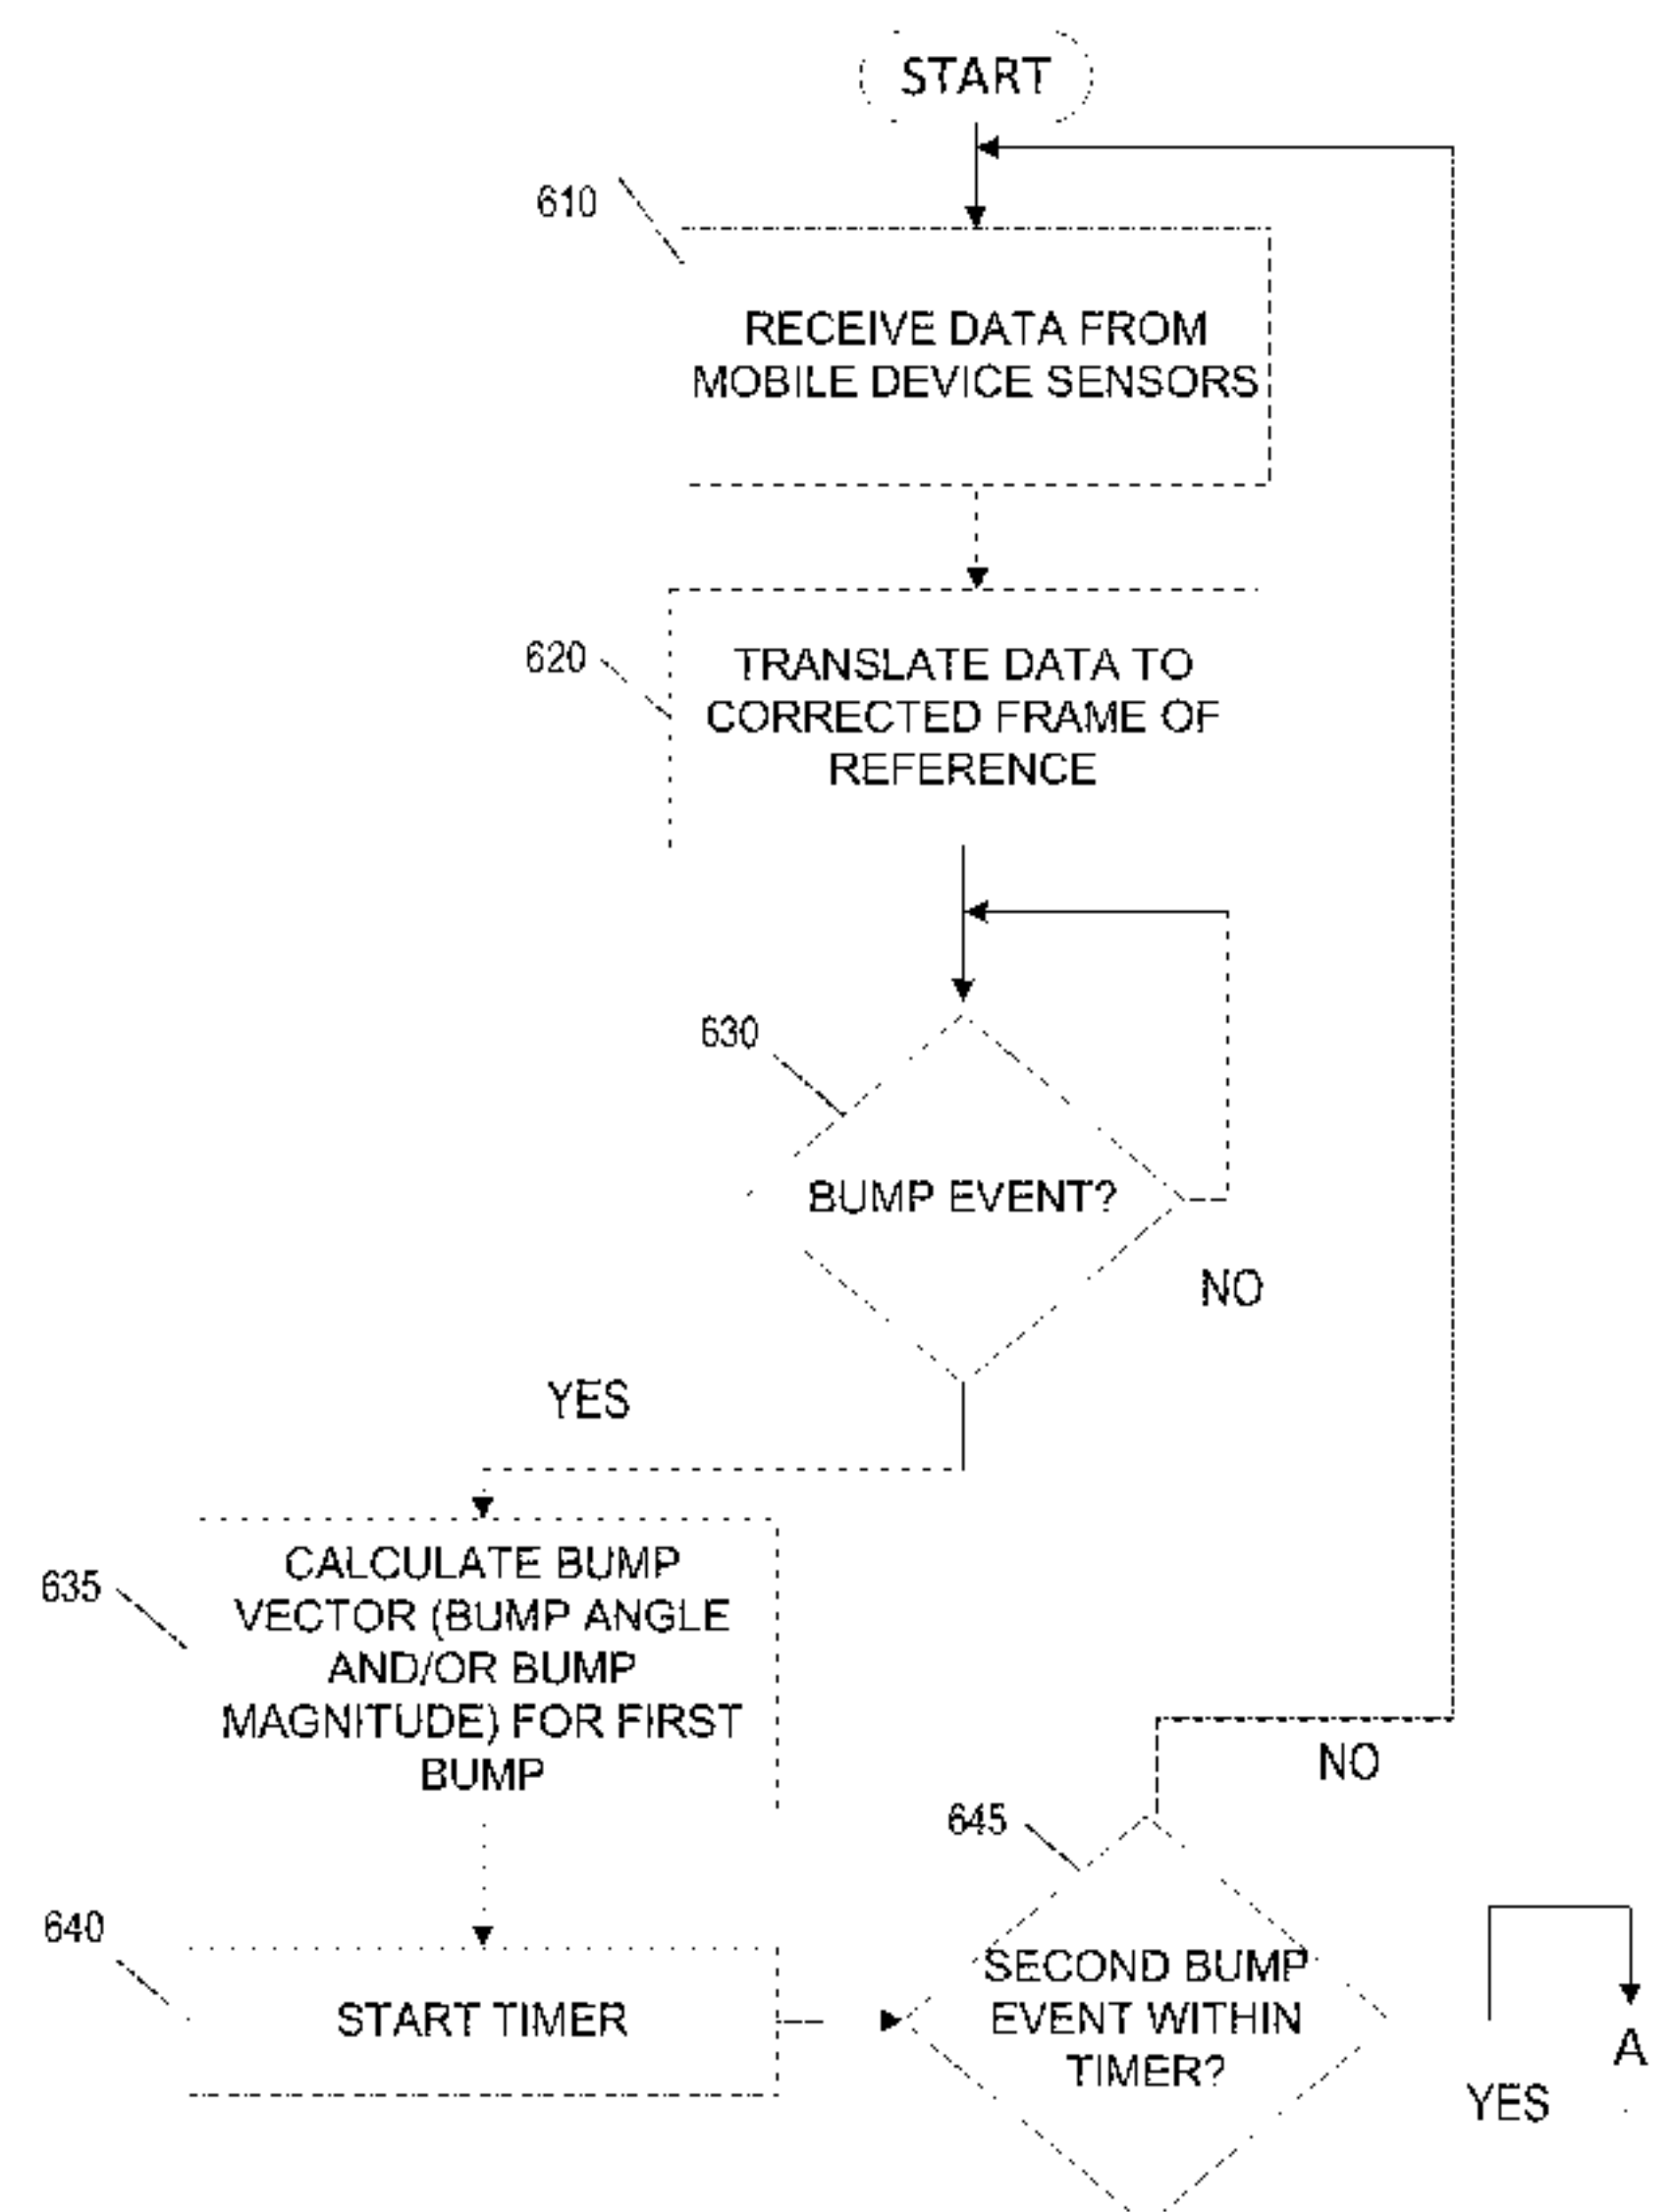 START
610
RECEIVE DATA FROM
MOBILE DEVICE SENSORS
620
TRANSLATE DATA TO
CORRECTED FRAME OF
REFERENCE
630
BUMP EVENT?
NO
YES
635
CALCULATE BUMP
VECTOR (BUMP ANGLE
AND/OR BUMP
MAGNITUDE) FOR FIRST
BUMP
NO
645
640
START TIMER
SECOND BUMP
EVENT WITHIN
TIMER?
A
YES